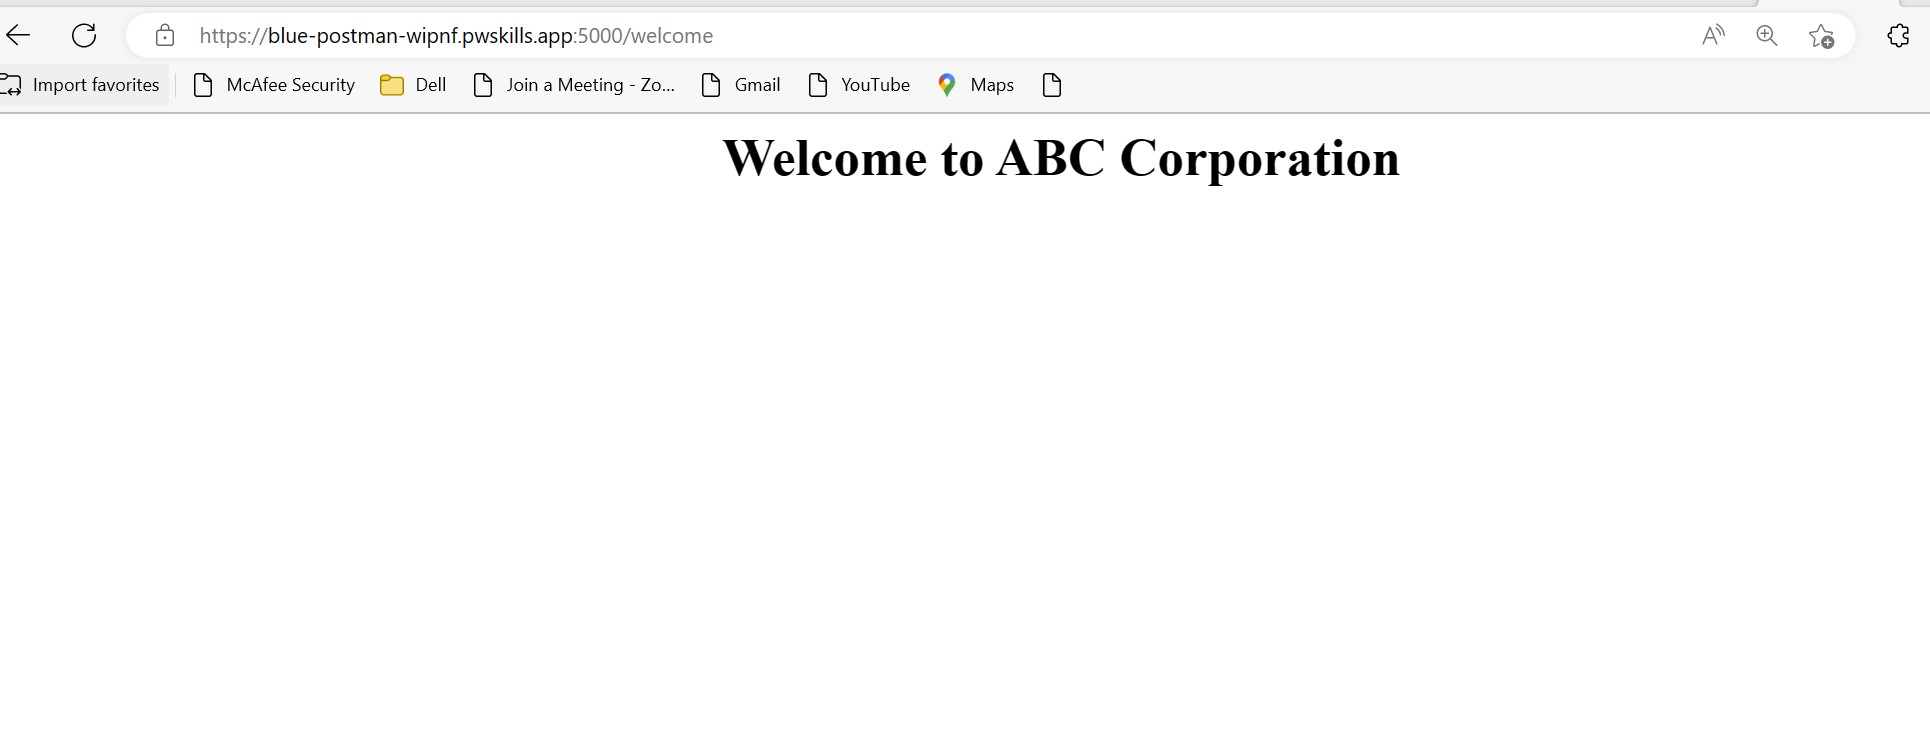 https://blue-postman-wipnf.pwskills.app:5000/welcome
Import favorites McAfee Security Dell Join a Meeting - Zo... Gmail YouTube Maps
Welcome to ABC Corporation